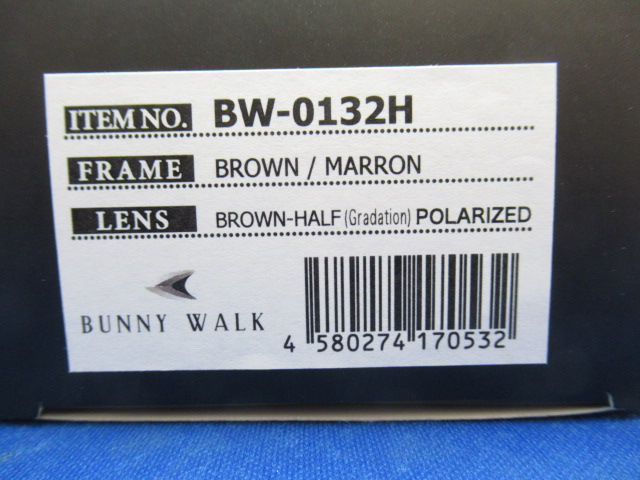 ITEM NO. BW-0132H
FRAME BROWN / MARRON
LENS BROWN-HALF (Gradation) POLARIZED
BUNNY WALK
4 580274 170532